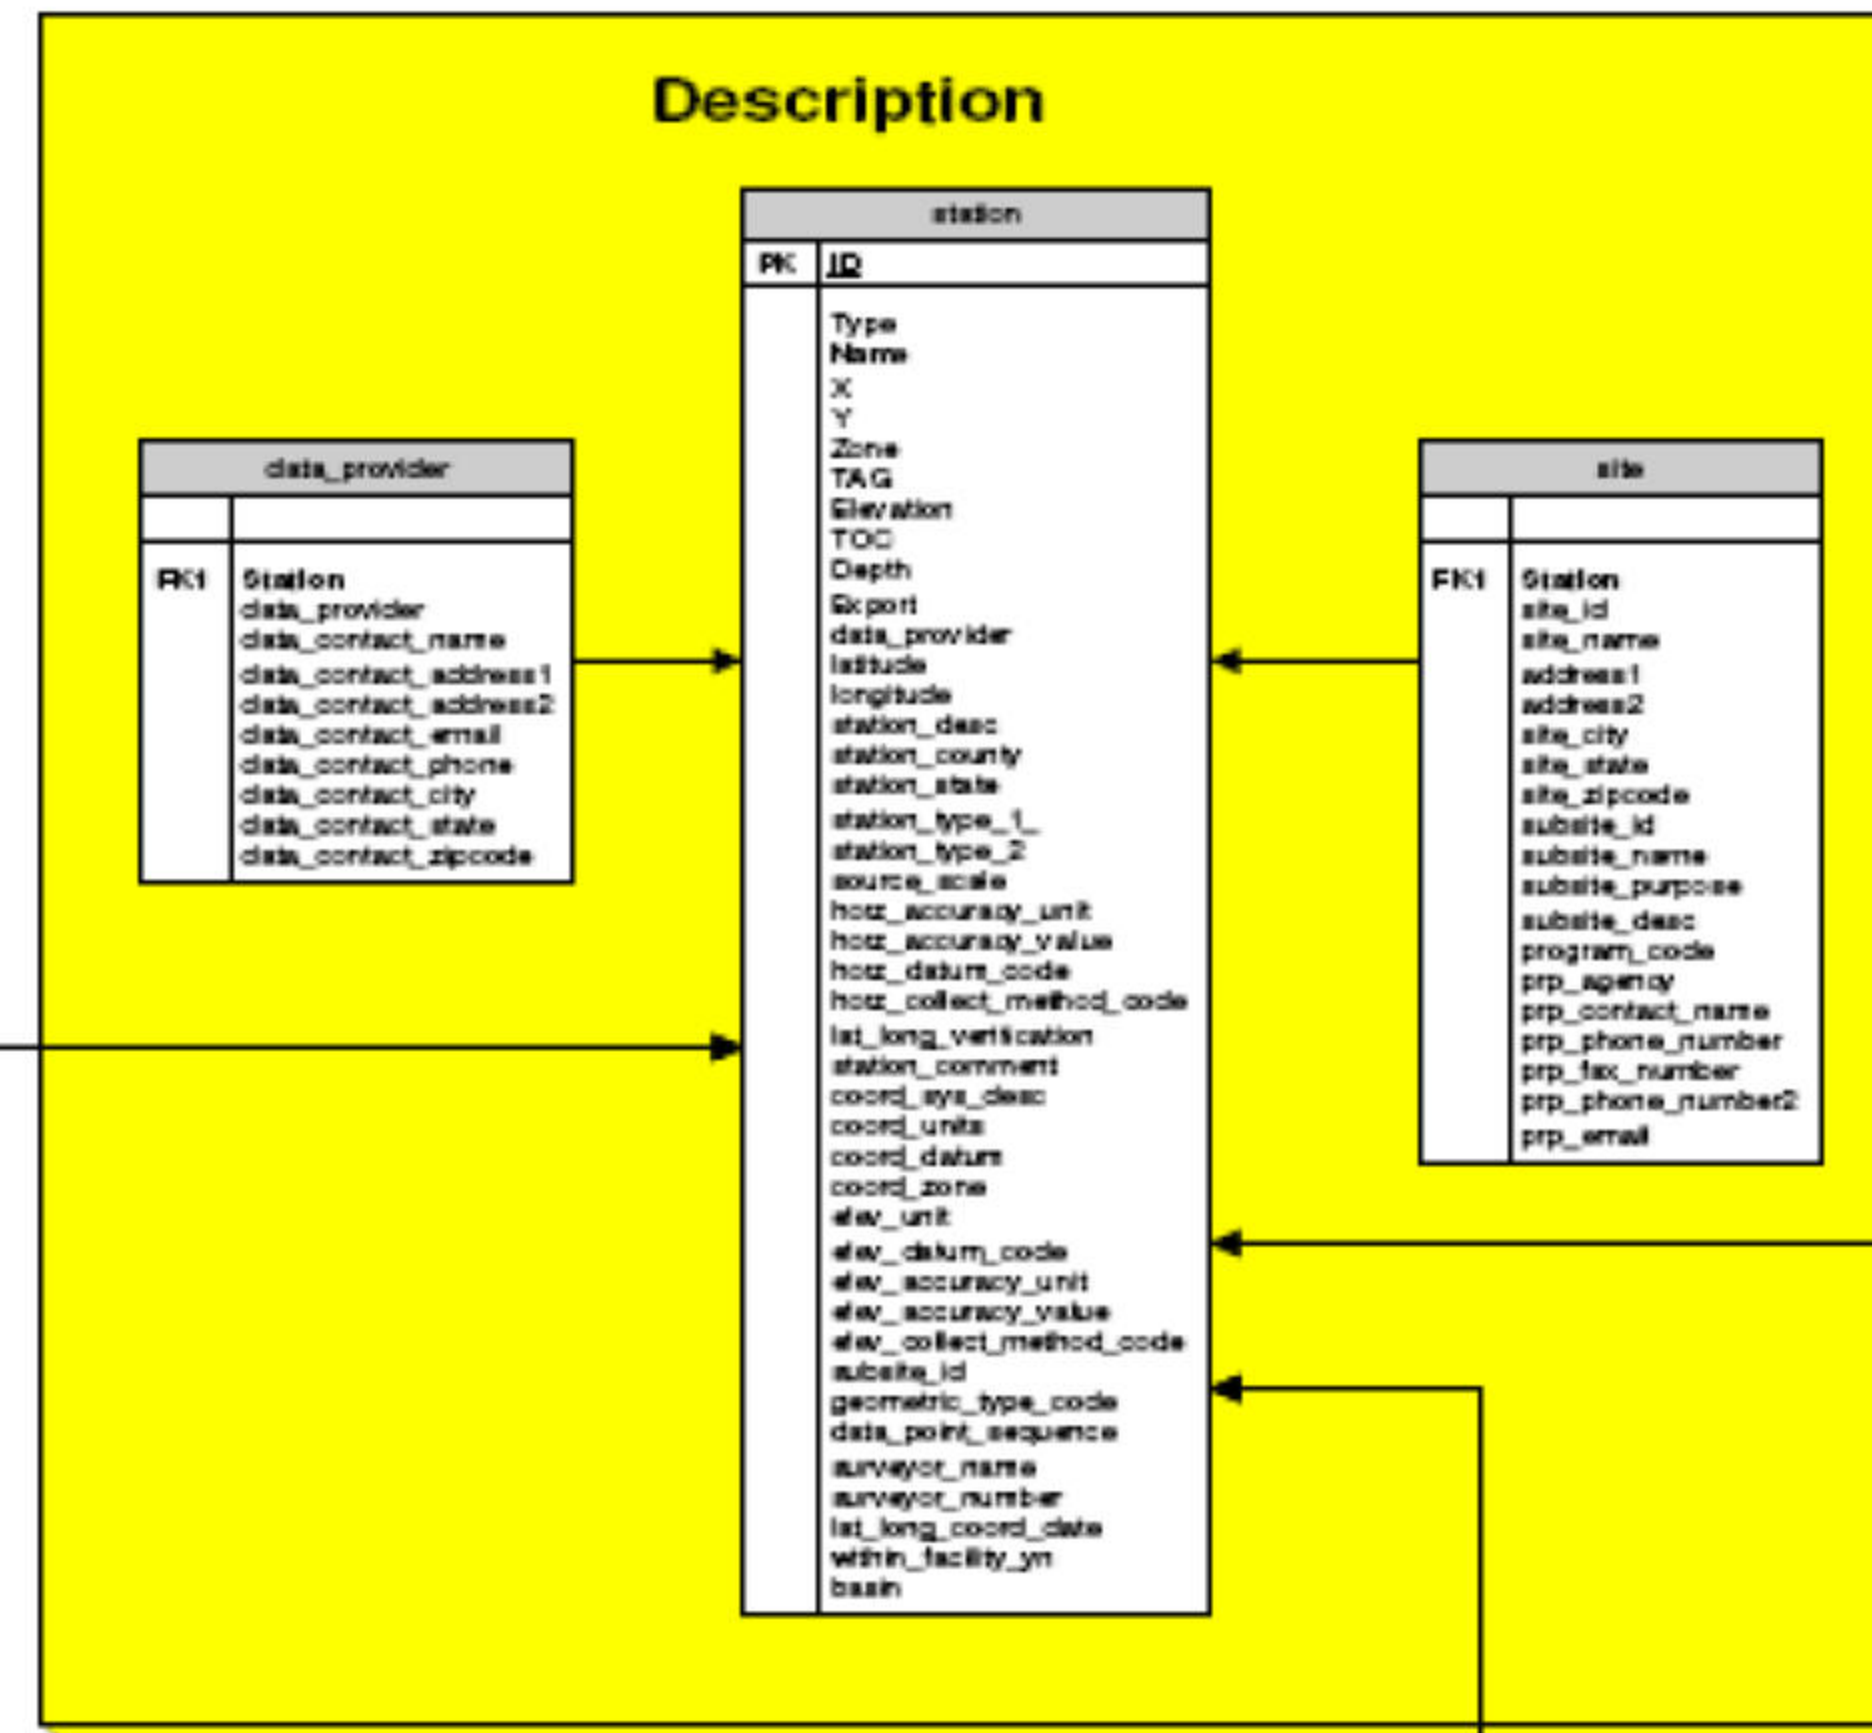 Description
station
PK ID
Type
Name
X
Y
Zone
TAG
Elevation
TOC
Depth
Export
data_provider
latitude
longitude
station_desc
station_county
station_state
station_type_1_
station_type_2
source_scale
horz_accuracy_unit
horz_accuracy_value
horz_datum_code
horz_collect_method_code
lat_long_verification
station_comment
coord_sys_desc
coord_units
coord_datum
coord_zone
elev_unit
elev_datum_code
elev_accuracy_unit
elev_accuracy_value
elev_collect_method_code
subsite_id
geometric_type_code
data_point_sequence
surveyor_name
surveyor_number
lat_long_coord_date
within_facility_yn
basin
data_provider
FK1 Station
data_provider
data_contact_name
data_contact_address1
data_contact_address2
data_contact_email
data_contact_phone
data_contact_city
data_contact_state
data_contact_zipcode
site
FK1 Station
site_id
site_name
address1
address2
site_city
site_state
site_zipcode
subsite_id
subsite_name
subsite_purpose
subsite_desc
program_code
prp_agency
prp_contact_name
prp_phone_number
prp_fax_number
prp_phone_number2
prp_email